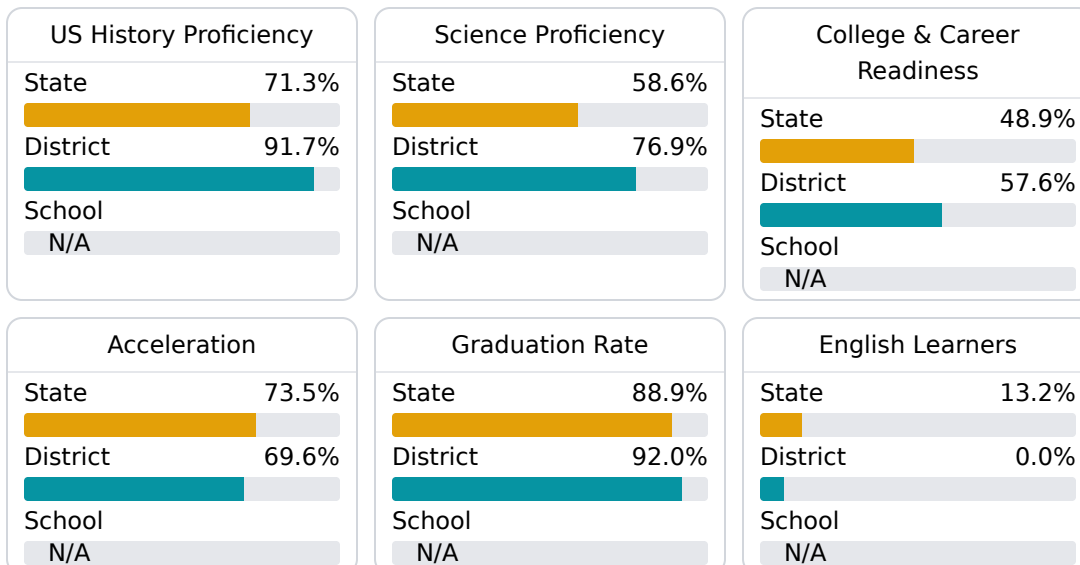 US History Proficiency
State 71.3%
District 91.7%
School
N/A
Science Proficiency
State 58.6%
District 76.9%
School
N/A
College & Career
Readiness
State 48.9%
District 57.6%
School
N/A
Acceleration
State 73.5%
District 69.6%
School
N/A
Graduation Rate
State 88.9%
District 92.0%
School
N/A
English Learners
State 13.2%
District 0.0%
School
N/A